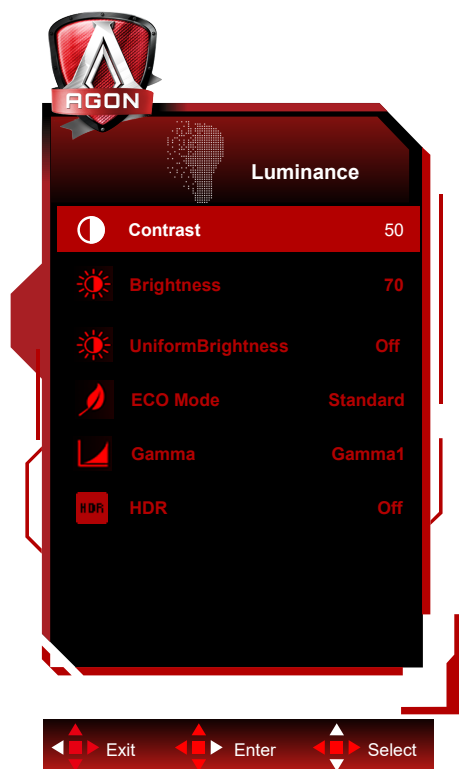 AGON
Luminance
Contrast 50
Brightness 70
UniformBrightness Off
ECO Mode Standard
Gamma Gamma1
HDR HDR Off
Exit Enter Select